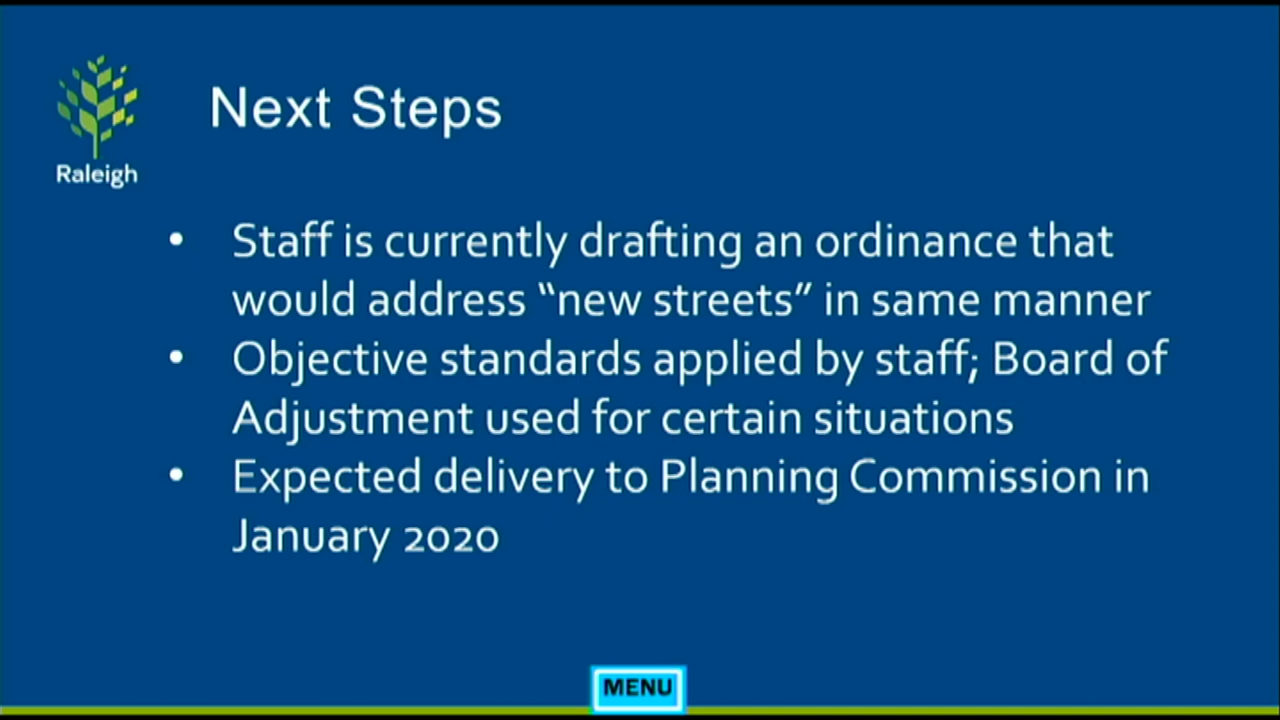 Next Steps
Raleigh
• Staff is currently drafting an ordinance that
would address “new streets” in same manner
• Objective standards applied by staff; Board of
Adjustment used for certain situations
• Expected delivery to Planning Commission in
January 2020
MENU